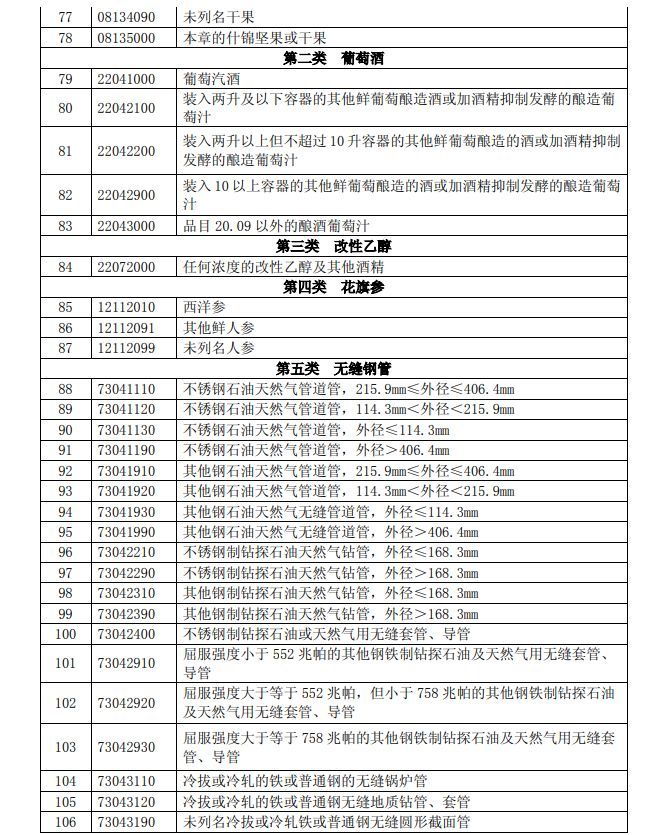 77 08134090 未列名干果
78 08135000 本章的什锦坚果或干果
第二类 葡萄酒
79 22041000 葡萄汽酒
80 22042100 装入两升及以下容器的其他鲜葡萄酿造酒或加酒精抑制发酵的酿造葡
萄汁
81 22042200 装入两升以上但不超过 10 升容器的其他鲜葡萄酿造的酒或加酒精抑制
发酵的酿造葡萄汁
82 22042900 装入 10 以上容器的其他鲜葡萄酿造的酒或加酒精抑制发酵的酿造葡萄
汁
83 22043000 品目 20.09 以外的酿酒葡萄汁
第三类 改性乙醇
84 22072000 任何浓度的改性乙醇及其他酒精
第四类 花旗参
85 12112010 西洋参
86 12112091 其他鲜人参
87 12112099 未列名人参
第五类 无缝钢管
88 73041110 不锈钢石油天然气管道管，215.9mm≤外径≤406.4mm
89 73041120 不锈钢石油天然气管道管，114.3mm＜外径＜215.9mm
90 73041130 不锈钢石油天然气管道管，外径≤114.3mm
91 73041190 不锈钢石油天然气管道管，外径＞406.4mm
92 73041910 其他钢石油天然气管道管，215.9mm≤外径≤406.4mm
93 73041920 其他钢石油天然气管道管，114.3mm＜外径＜215.9mm
94 73041930 其他钢石油天然气无缝管道管，外径≤114.3mm
95 73041990 其他钢石油天然气无缝管道管，外径＞406.4mm
96 73042210 不锈钢制钻探石油天然气钻管，外径≤168.3mm
97 73042290 不锈钢制钻探石油天然气钻管，外径＞168.3mm
98 73042310 其他钢制钻探石油天然气钻管，外径≤168.3mm
99 73042390 其他钢制钻探石油天然气钻管，外径＞168.3mm
100 73042400 不锈钢制钻探石油或天然气用无缝套管、导管
101 73042910 屈服强度小于 552 兆帕的其他钢铁制钻探石油及天然气用无缝套管、
导管
102 73042920 屈服强度大于等于 552 兆帕，但小于 758 兆帕的其他钢铁制钻探石油
及天然气用无缝套管、导管
103 73042930 屈服强度大于等于 758 兆帕的其他钢铁制钻探石油及天然气用无缝套
管、导管
104 73043110 冷拔或冷轧的铁或普通钢的无缝锅炉管
105 73043120 冷拔或冷轧的铁或普通钢无缝地质钻管、套管
106 73043190 未列名冷拔或冷轧铁或普通钢无缝圆形截面管